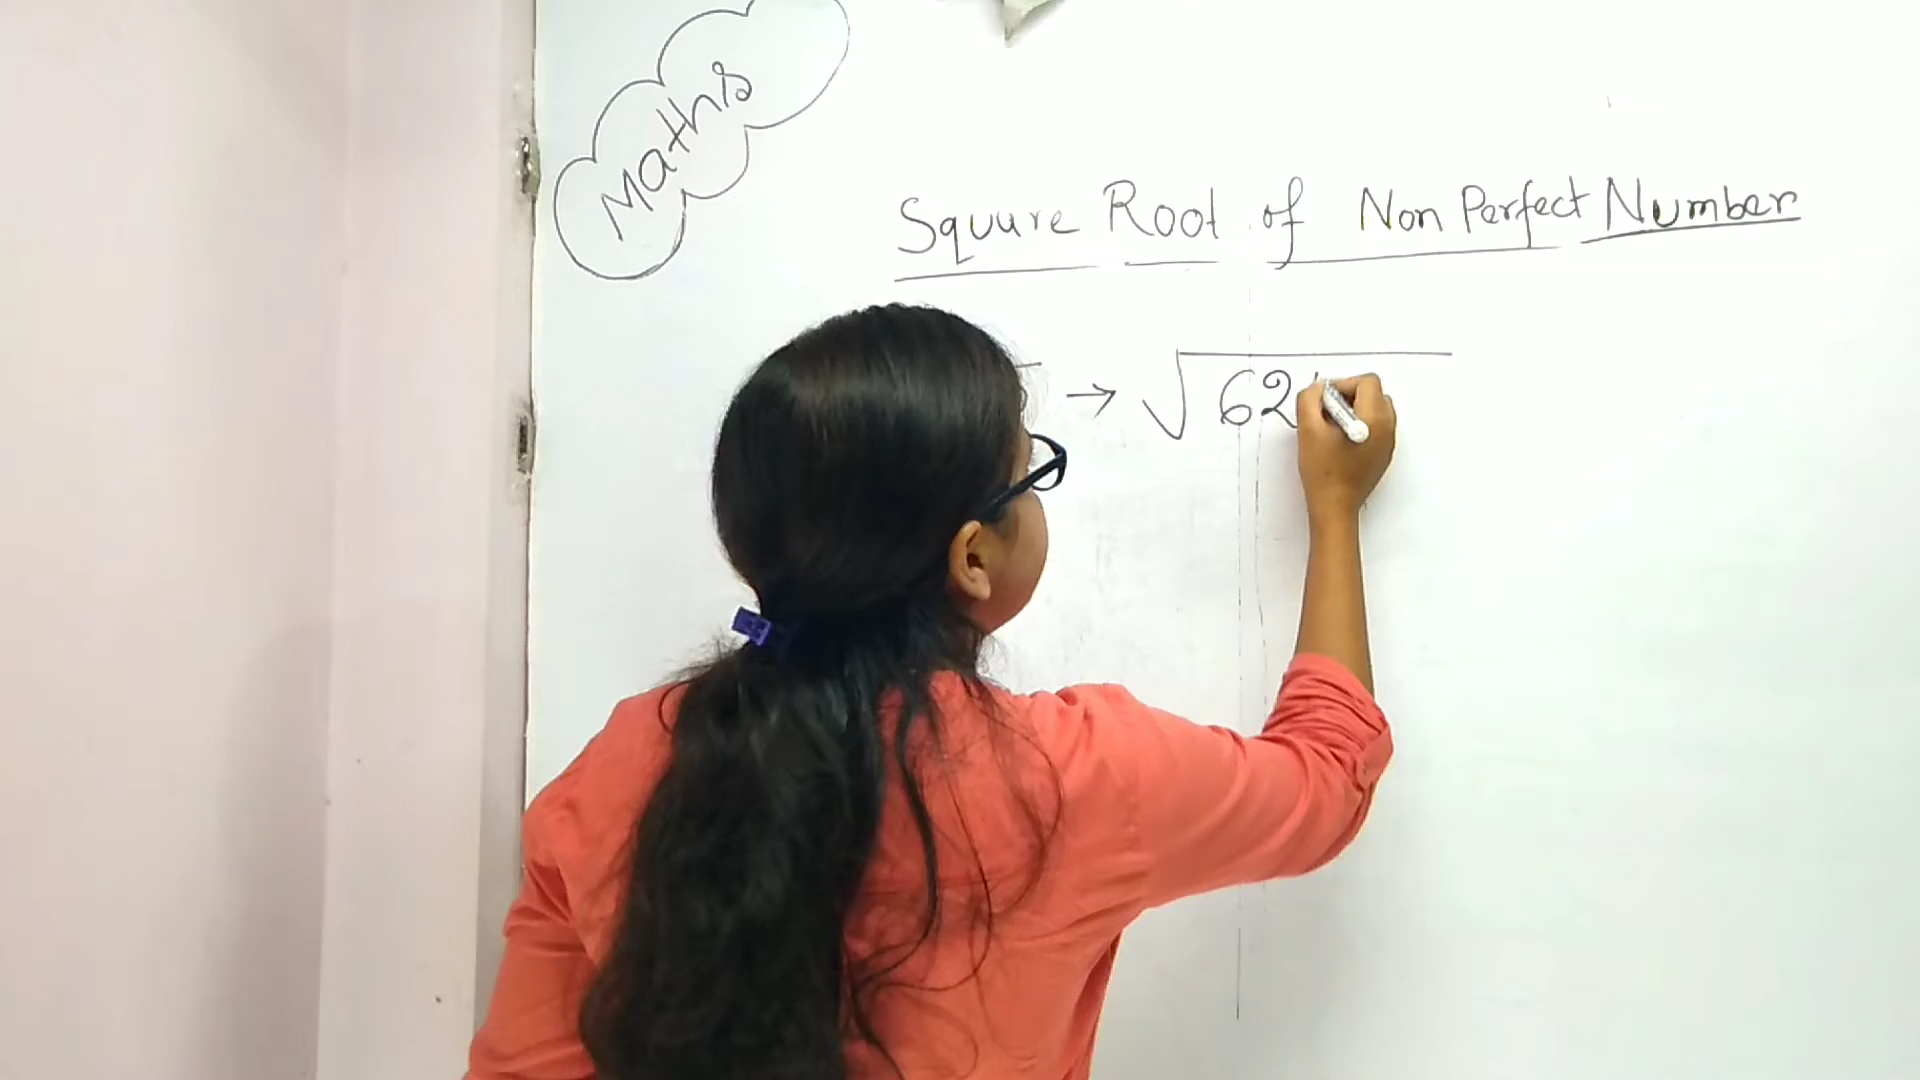 Maths
Square Root of Non Perfect Number
→ √62